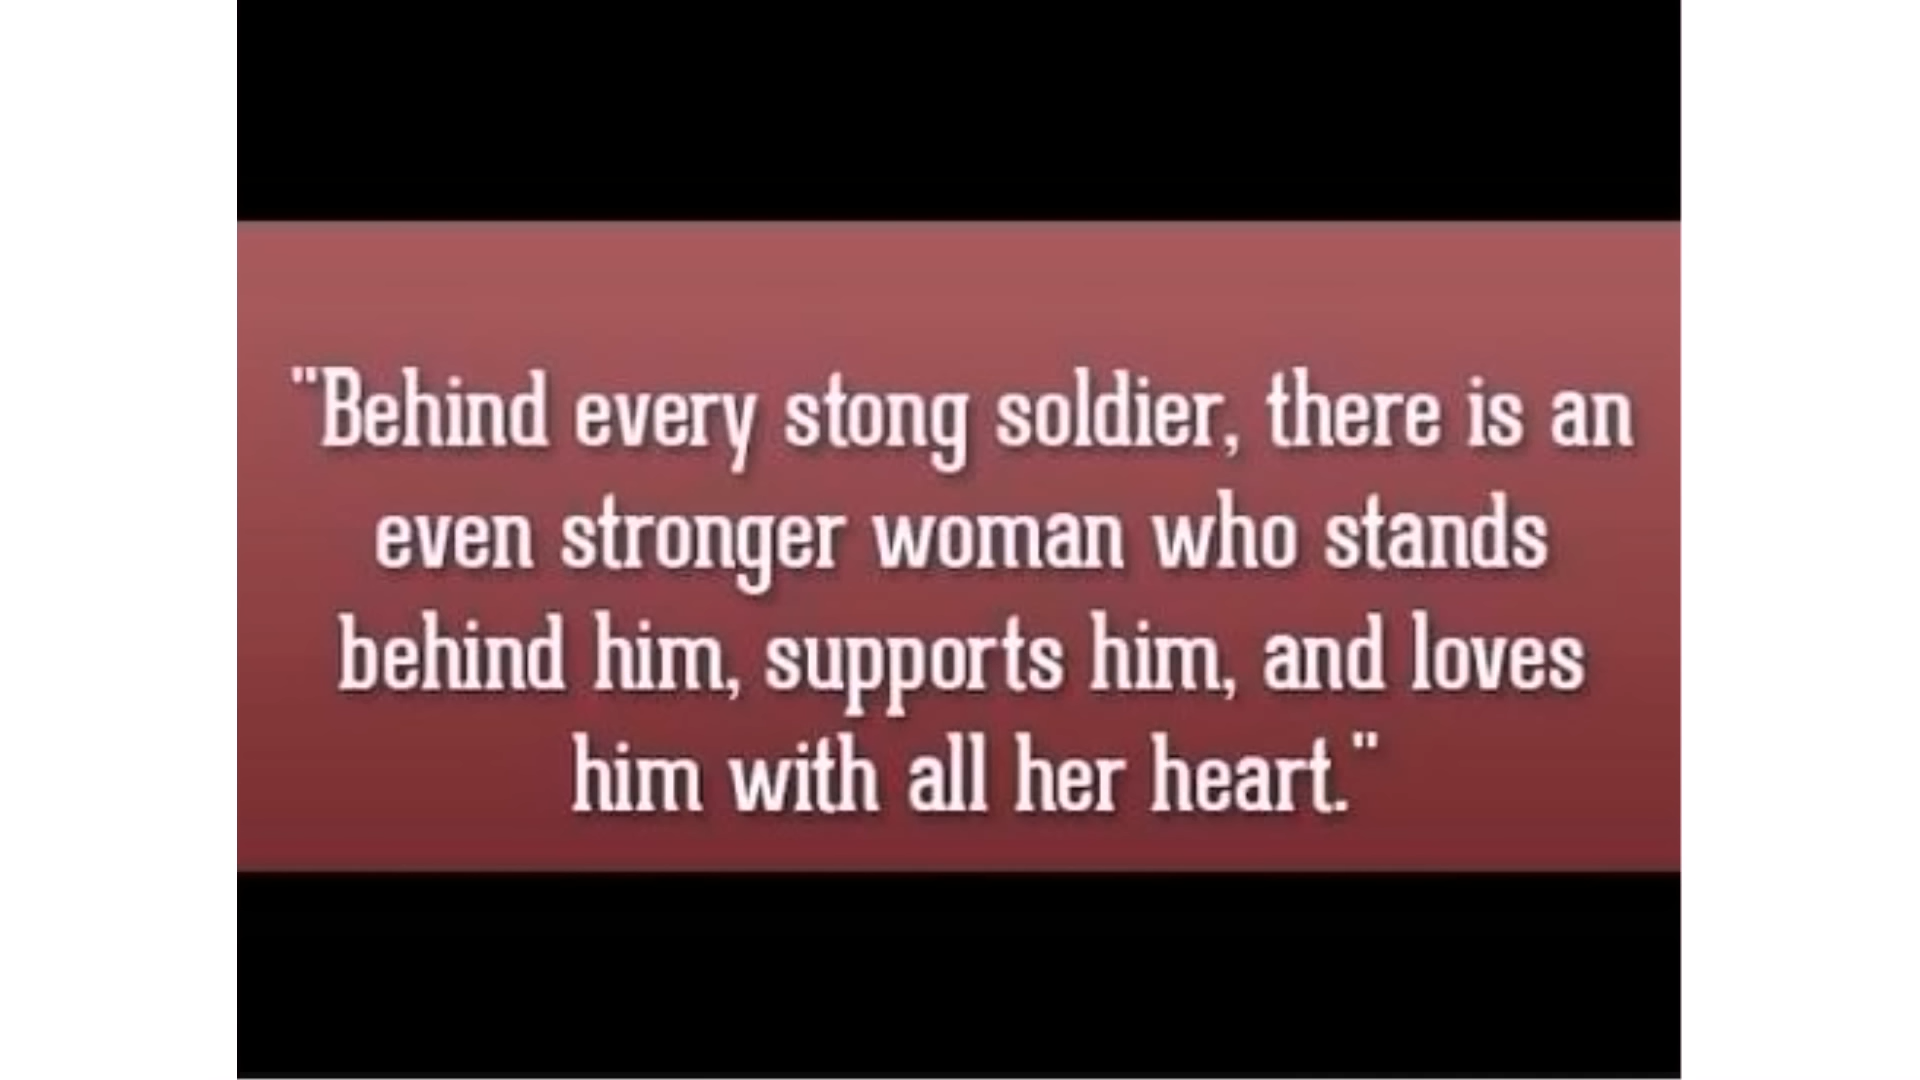 "Behind every stong soldier, there is an
even stronger woman who stands
behind him, supports him, and loves
him with all her heart."